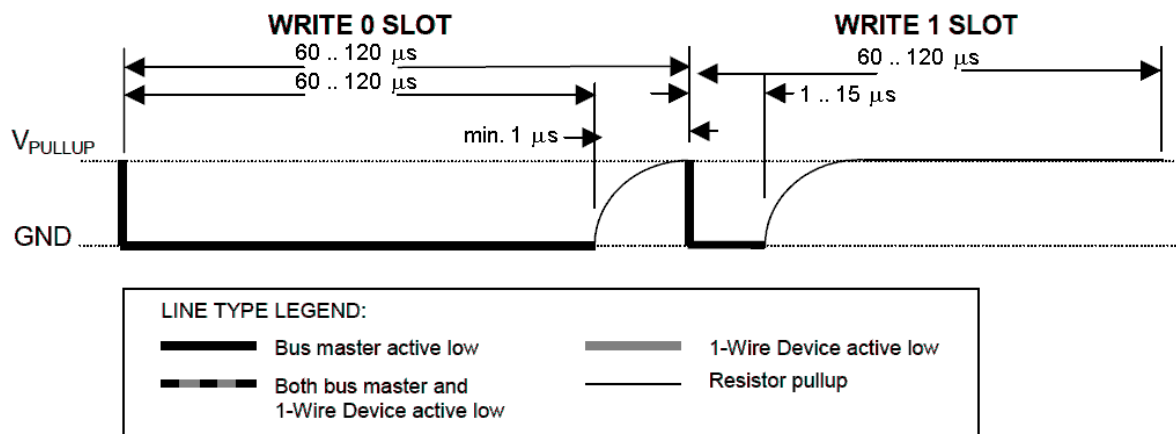 WRITE 0 SLOT
WRITE 1 SLOT
60 .. 120 μs
60 .. 120 μs
60 .. 120 μs
1 .. 15 μs
min. 1 μs
VPULLUP
GND
LINE TYPE LEGEND:
Bus master active low
1-Wire Device active low
Both bus master and
1-Wire Device active low
Resistor pullup